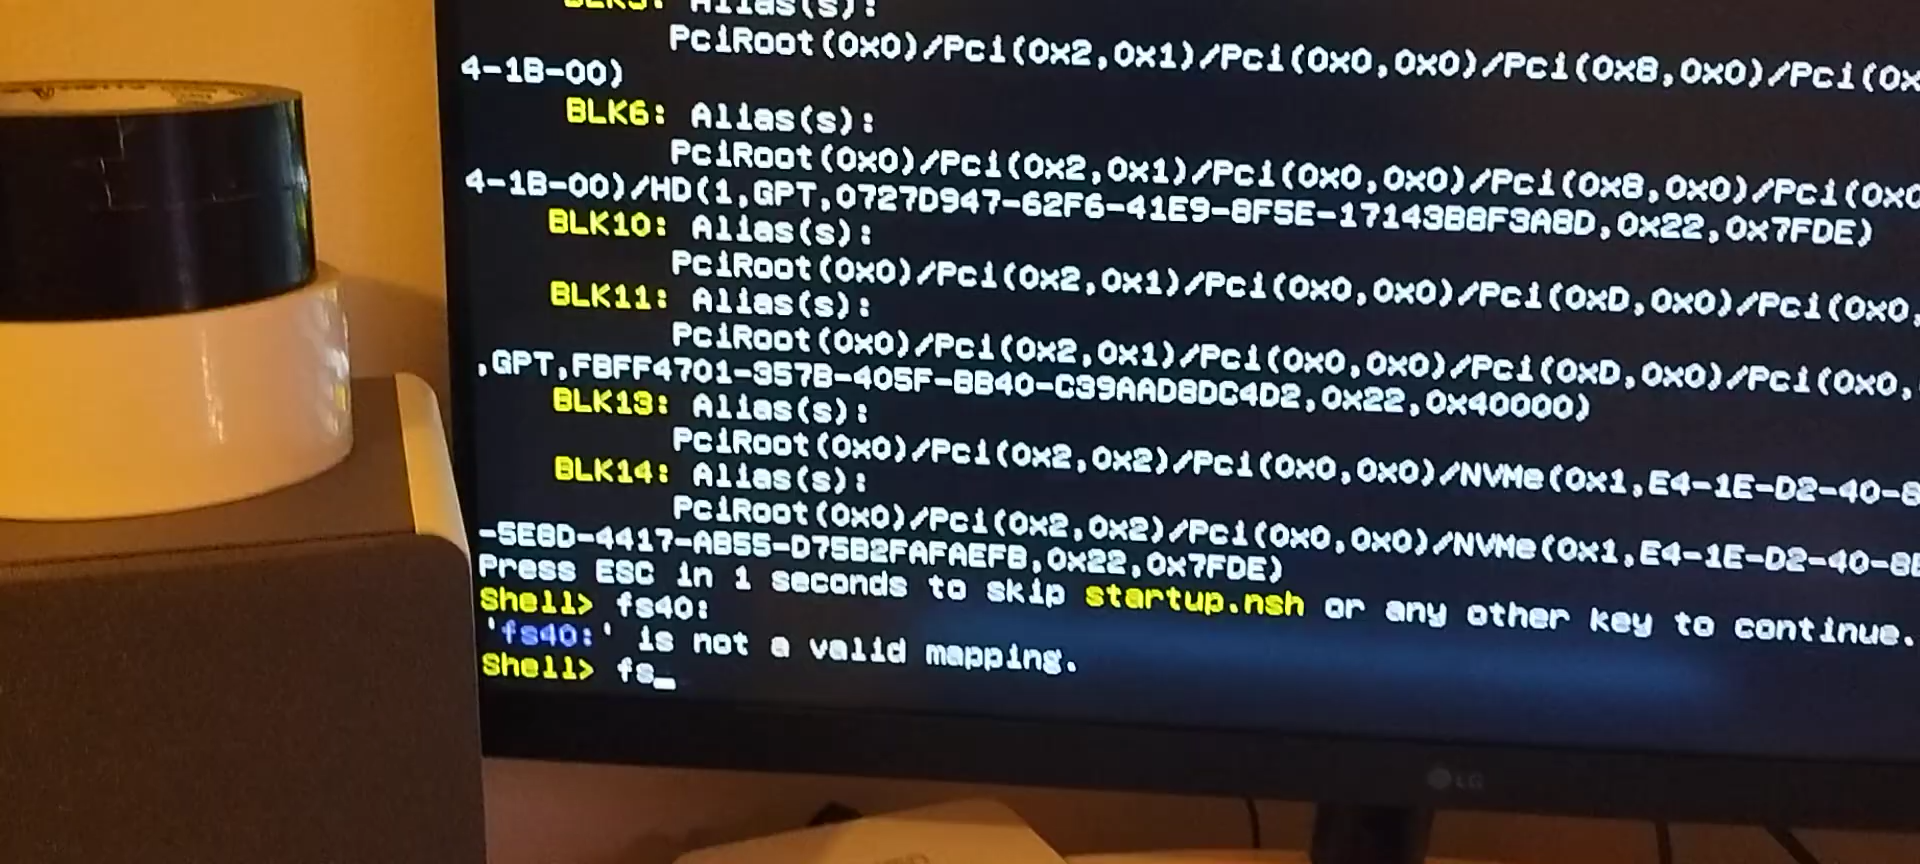 BLK5: Alias(s):
PciRoot(0x0)/Pci(0x2,0x1)/Pci(0x0,0x0)/Pci(0x8,0x0)/Pci(0x
4-1B-00)
BLK6: Alias(s):
PciRoot(0x0)/Pci(0x2,0x1)/Pci(0x0,0x0)/Pci(0x8,0x0)/Pci(0x0
4-1B-00)/HD(1,GPT,0727D947-62F6-41E9-8F5E-17143B8F3A8D,0x22,0x7FDE)
BLK10: Alias(s):
PciRoot(0x0)/Pci(0x2,0x1)/Pci(0x0,0x0)/Pci(0xD,0x0)/Pci(0x0,
BLK11: Alias(s):
PciRoot(0x0)/Pci(0x2,0x1)/Pci(0x0,0x0)/Pci(0xD,0x0)/Pci(0x0,
,GPT,FBFF4701-357B-405F-BB40-C39AAD8DC4D2,0x22,0x40000)
BLK13: Alias(s):
PciRoot(0x0)/Pci(0x2,0x2)/Pci(0x0,0x0)/NVMe(0x1,E4-1E-D2-40-8
BLK14: Alias(s):
PciRoot(0x0)/Pci(0x2,0x2)/Pci(0x0,0x0)/NVMe(0x1,E4-1E-D2-40-8
-5E8D-4417-AB55-D75B2FAFAEFB,0x22,0x7FDE)
Press ESC in 1 seconds to skip startup.nsh or any other key to continue.
Shell> fs40:
'fs40:' is not a valid mapping.
Shell> fs_
LG